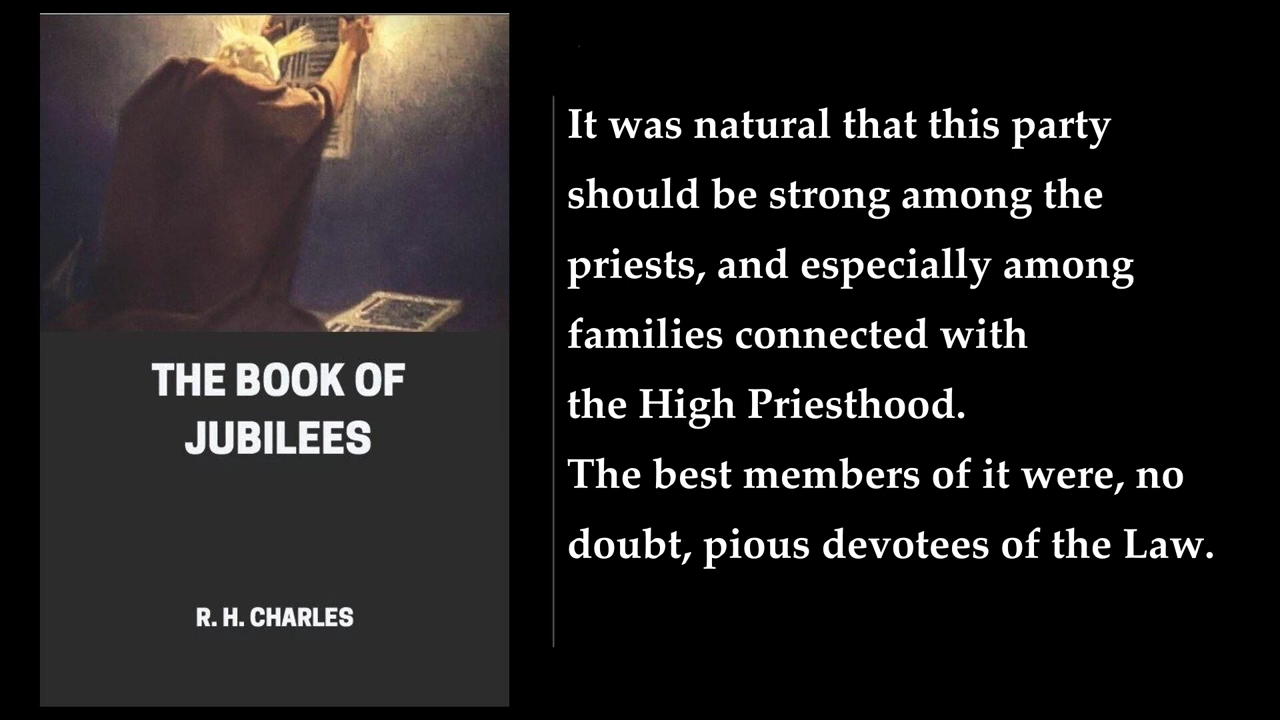 THE BOOK OF
JUBILEES
R. H. CHARLES
It was natural that this party
should be strong among the
priests, and especially among
families connected with
the High Priesthood.
The best members of it were, no
doubt, pious devotees of the Law.